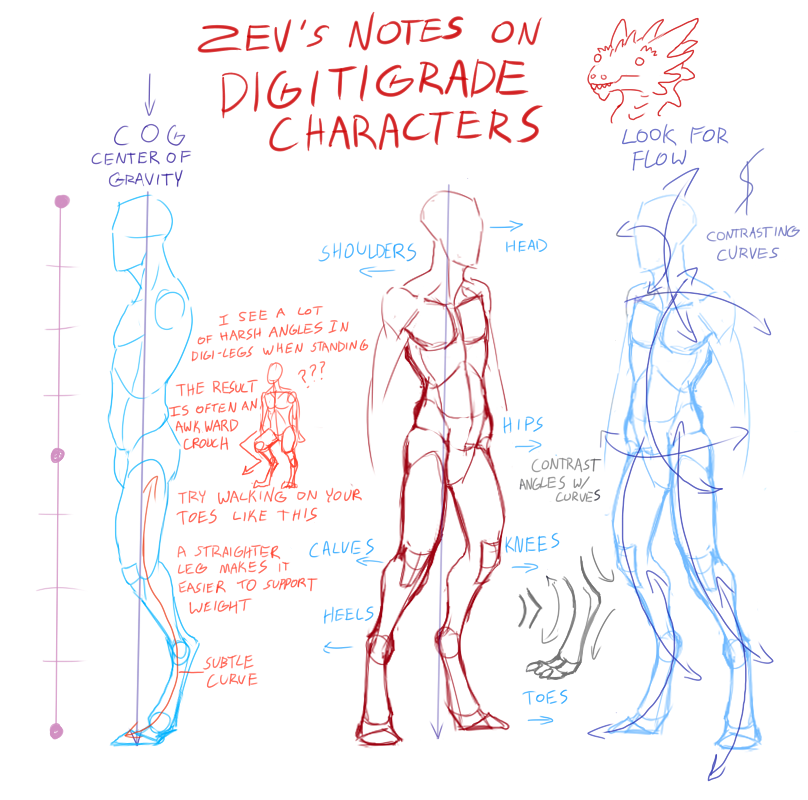 ZEV'S NOTES ON
DIGITIGRADE
CHARACTERS
COG
CENTER OF
GRAVITY
LOOK FOR
FLOW
CONTRASTING
CURVES
SHOULDERS
HEAD
I SEE A LOT
OF HARSH ANGLES IN
DIGI-LEGS WHEN STANDING
???
THE RESULT
IS OFTEN AN
AWKWARD
CROUCH
HIPS
CONTRAST
ANGLES W/
CURVES
TRY WALKING ON YOUR
TOES LIKE THIS
A STRAIGHTER
LEG MAKES IT
EASIER TO SUPPORT
WEIGHT
CALVES
KNEES
HEELS
SUBTLE
CURVE
TOES